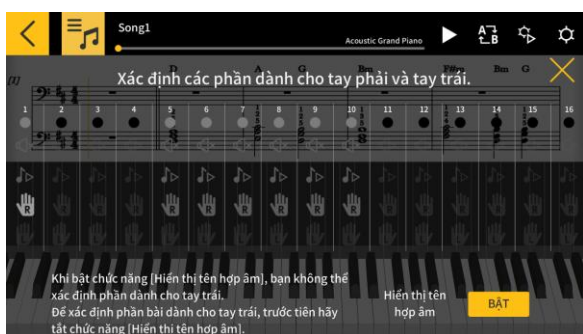 Song1
Acoustic Grand Piano
A B
D A G Bm F#m Bm G
[1]
Xác định các phần dành cho tay phải và tay trái.
1 2 3 4 5 6 7 8 9 10 11 12 13 14 15 16
R R R R R R R R
Khi bật chức năng [Hiển thị tên hợp âm], bạn không thể
xác định phần dành cho tay trái.
Để xác định phần bài dành cho tay trái, trước tiên hãy
tắt chức năng [Hiển thị tên hợp âm].
Hiển thị tên
hợp âm
BẬT